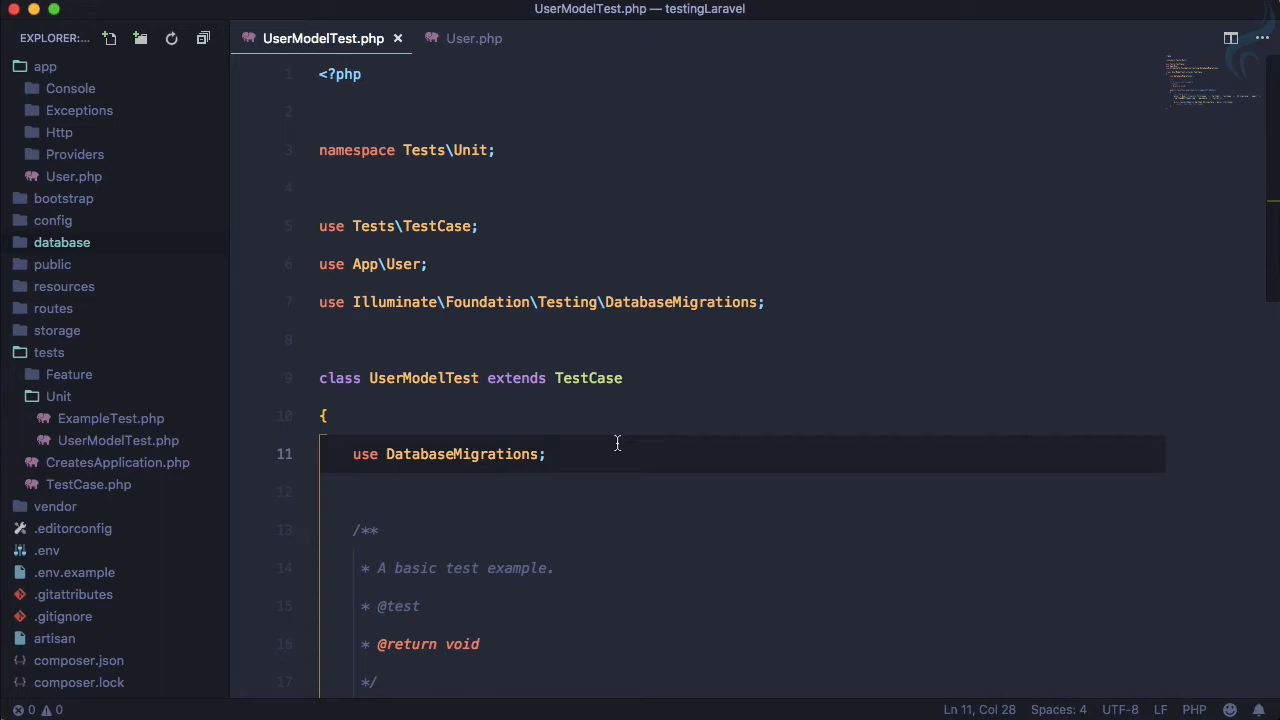 UserModelTest.php — testingLaravel
EXPLORER:...
app
Console
Exceptions
Http
Providers
User.php
bootstrap
config
database
public
resources
routes
storage
tests
Feature
Unit
ExampleTest.php
UserModelTest.php
CreatesApplication.php
TestCase.php
vendor
.editorconfig
.env
.env.example
.gitattributes
.gitignore
artisan
composer.json
composer.lock
UserModelTest.php × User.php
1 <?php
2
3 namespace Tests\Unit;
4
5 use Tests\TestCase;
6 use App\User;
7 use Illuminate\Foundation\Testing\DatabaseMigrations;
8
9 class UserModelTest extends TestCase
10 {
11 use DatabaseMigrations;
12
13 /**
14 * A basic test example.
15 * @test
16 * @return void
17 */
0 0 Ln 11, Col 28 Spaces: 4 UTF-8 LF PHP